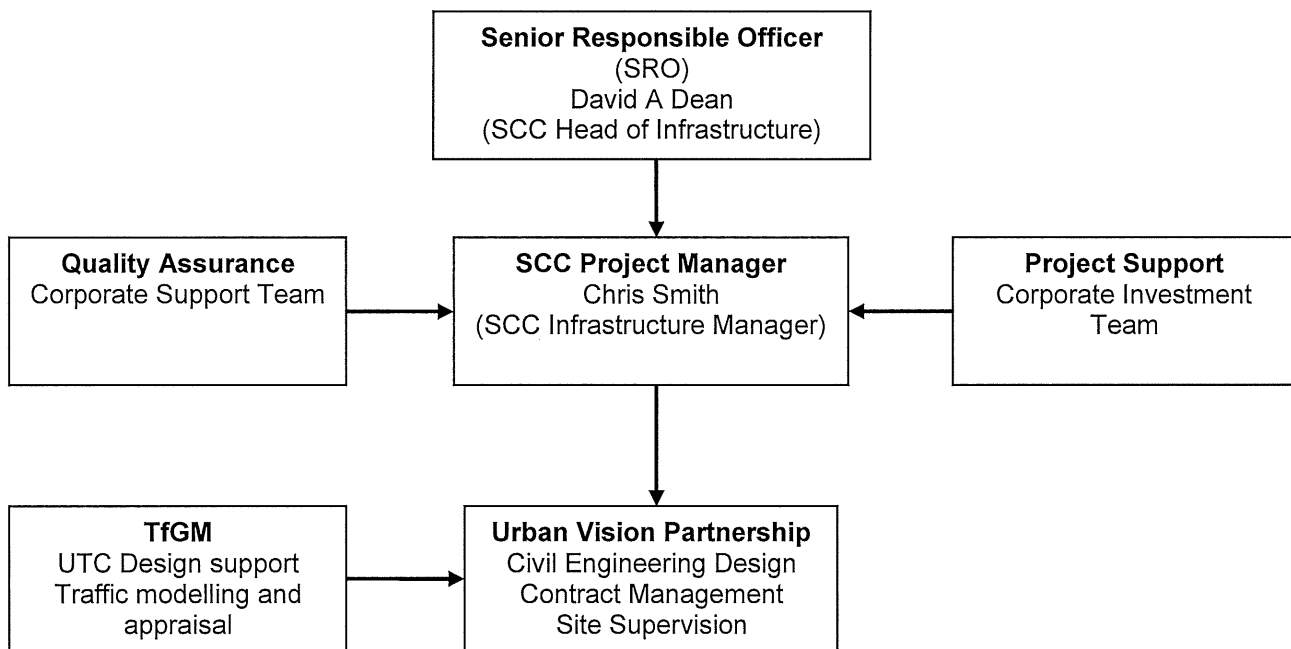 Senior Responsible Officer
(SRO)
David A Dean
(SCC Head of Infrastructure)
Quality Assurance
Corporate Support Team
SCC Project Manager
Chris Smith
(SCC Infrastructure Manager)
Project Support
Corporate Investment
Team
TfGM
UTC Design support
Traffic modelling and
appraisal
Urban Vision Partnership
Civil Engineering Design
Contract Management
Site Supervision